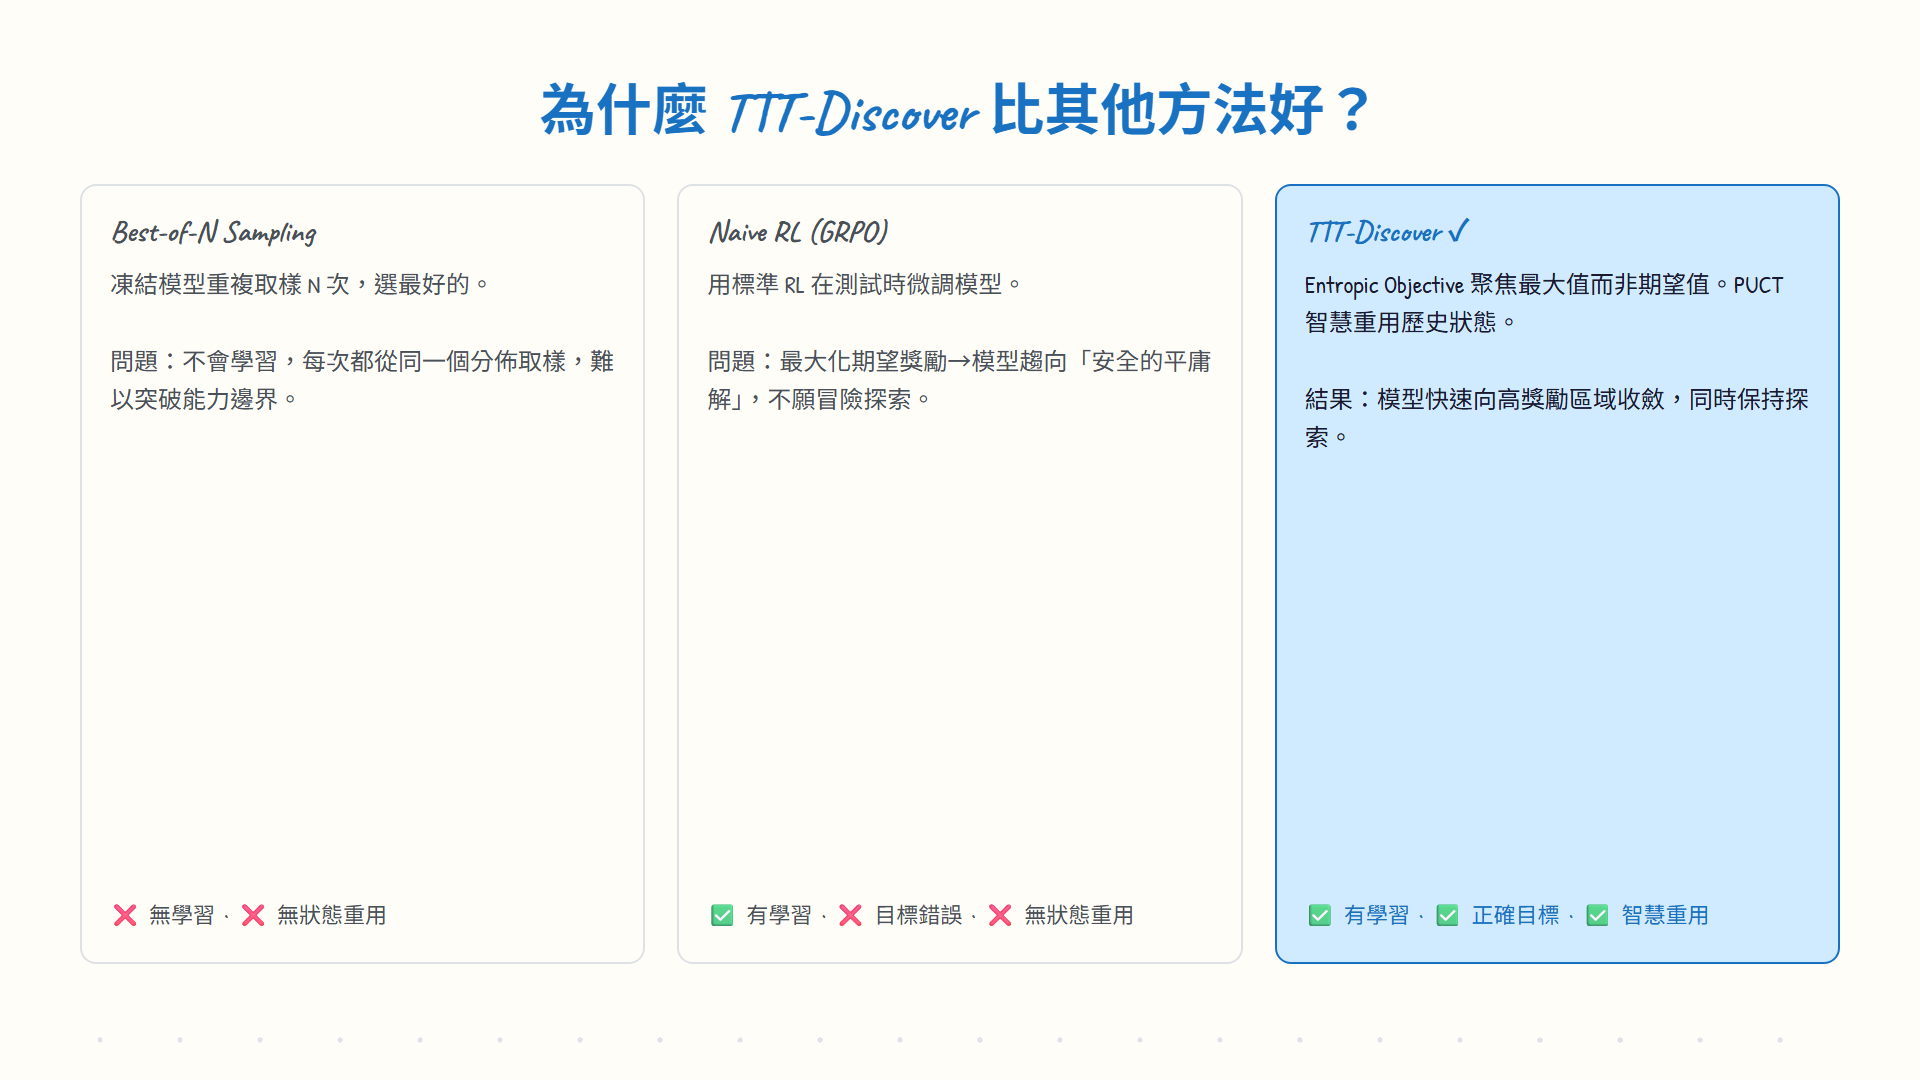 為什麼 TTT-Discover 比其他方法好？
Best-of-N Sampling
凍結模型重複取樣 N 次，選最好的。
問題：不會學習，每次都從同一個分佈取樣，難
以突破能力邊界。
❌ 無學習 · ❌ 無狀態重用
Naive RL (GRPO)
用標準 RL 在測試時微調模型。
問題：最大化期望獎勵→模型趨向「安全的平庸
解」，不願冒險探索。
✅ 有學習 · ❌ 目標錯誤 · ❌ 無狀態重用
TTT-Discover ✓
Entropic Objective 聚焦最大值而非期望值。PUCT
智慧重用歷史狀態。
結果：模型快速向高獎勵區域收斂，同時保持探
索。
✅ 有學習 · ✅ 正確目標 · ✅ 智慧重用